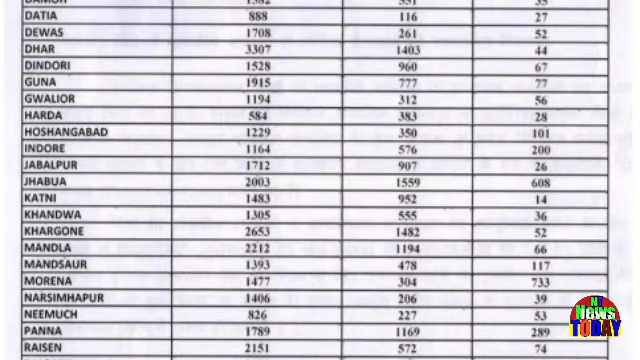 DATIA 888 116 27
DEWAS 1708 261 52
DHAR 3307 1403 44
DINDORI 1528 960 67
GUNA 1915 777 77
GWALIOR 1194 312 56
HARDA 584 383 28
HOSHANGABAD 1229 350 101
INDORE 1164 576 200
JABALPUR 1712 907 26
JHABUA 2003 1559 608
KATNI 1483 952 14
KHANDWA 1305 555 36
KHARGONE 2653 1482 52
MANDLA 2212 1194 66
MANDSAUR 1393 478 117
MORENA 1477 304 733
NARSIMHAPUR 1406 206 39
NEEMUCH 826 227 53
PANNA 1789 1169 289
RAISEN 2151 572 74
News
TODAY